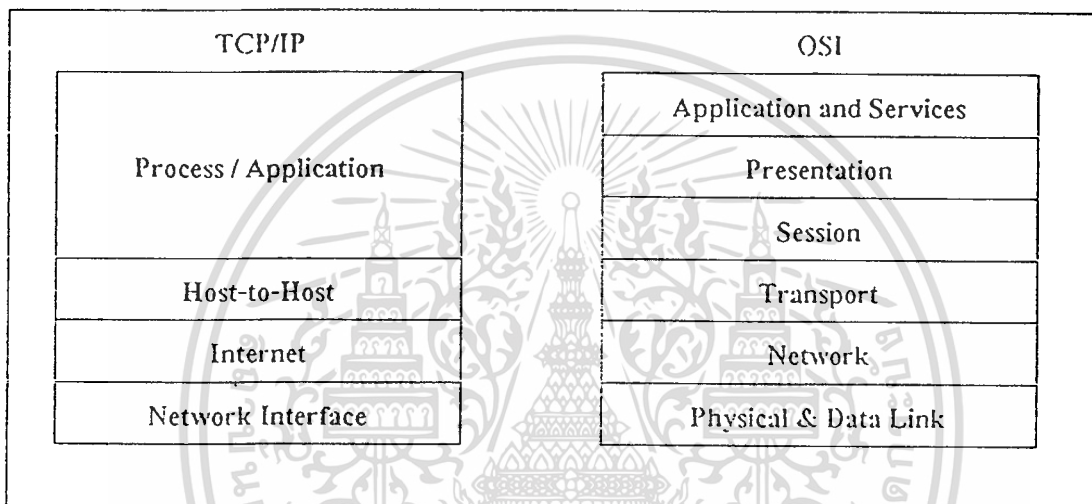 TCP/IP
Process / Application
Host-to-Host
Internet
Network Interface
OSI
Application and Services
Presentation
Session
Transport
Network
Physical & Data Link